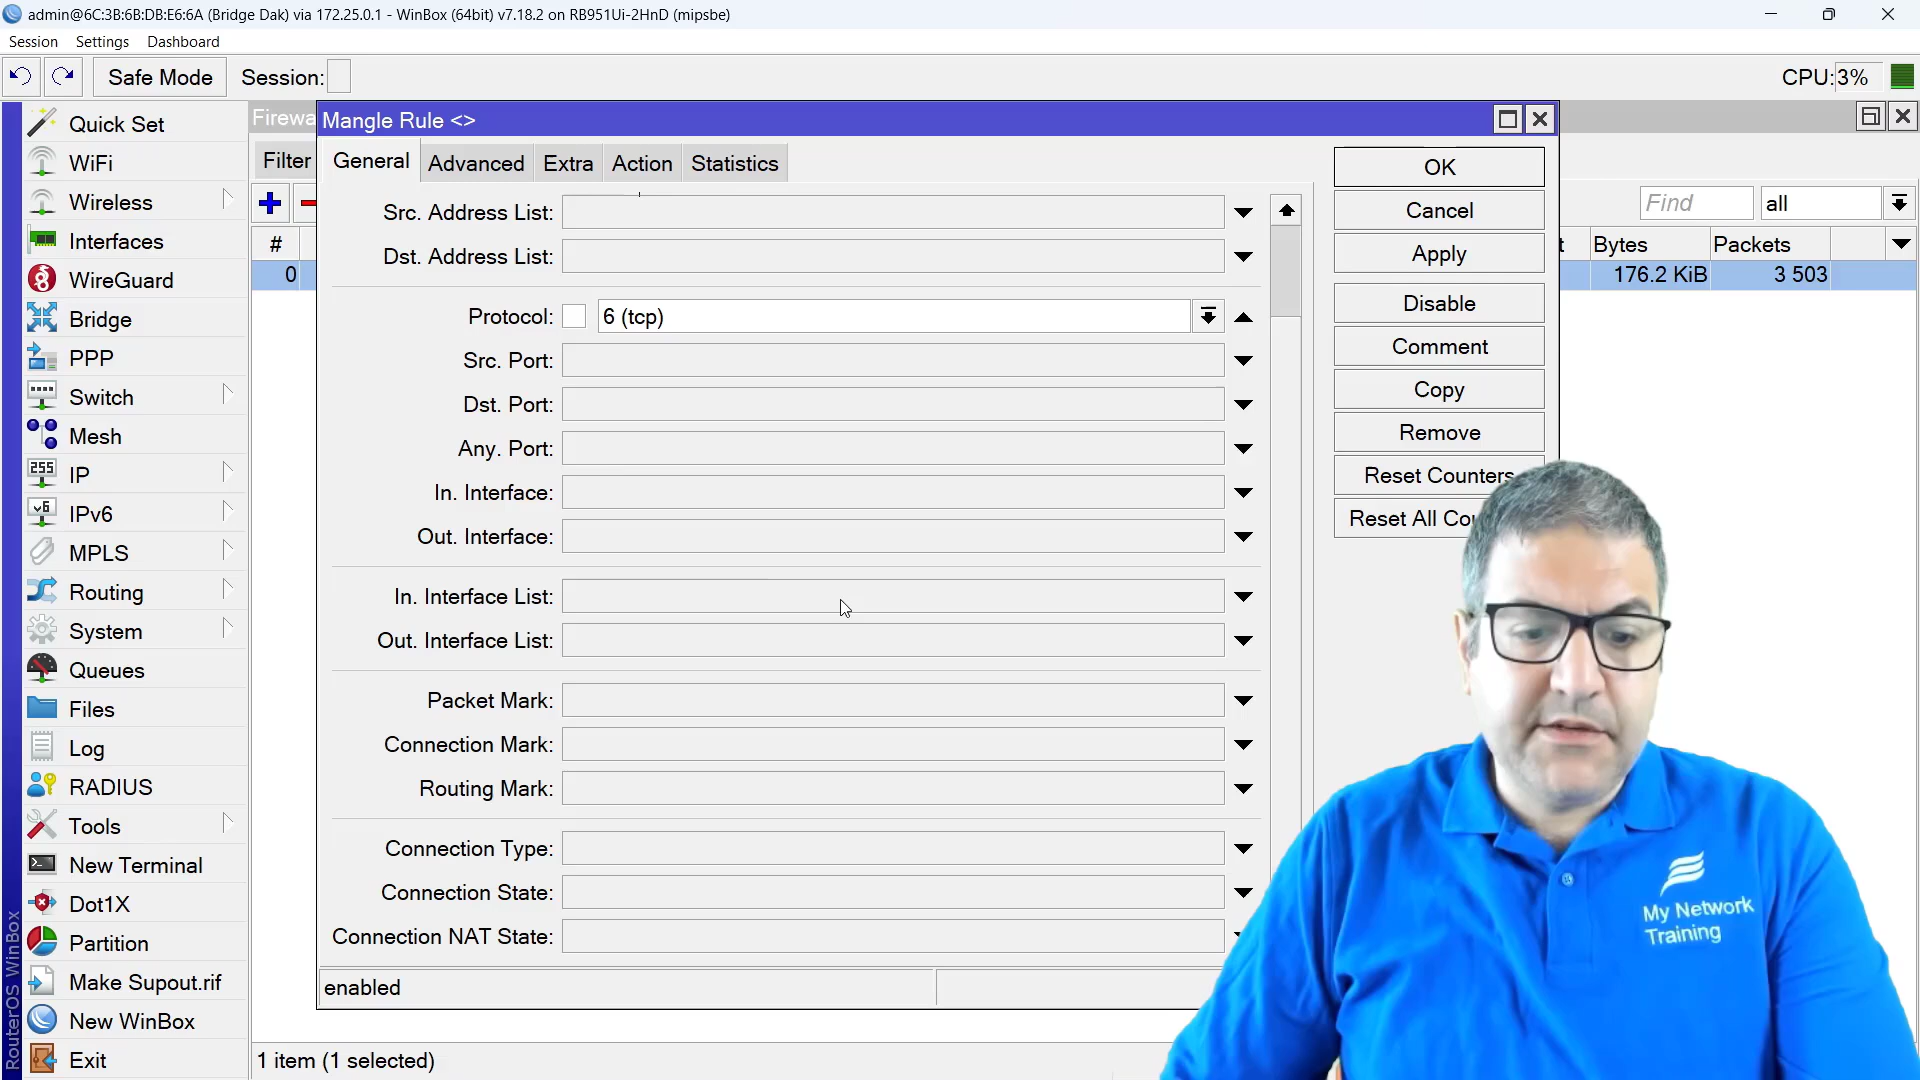 admin@6C:3B:6B:DB:E6:6A (Bridge Dak) via 172.25.0.1 - WinBox (64bit) v7.18.2 on RB951Ui-2HnD (mipsbe)
Session Settings Dashboard
Safe Mode Session: CPU: 3%
Quick Set
WiFi
Wireless
Interfaces
WireGuard
Bridge
PPP
Switch
Mesh
IP
IPv6
MPLS
Routing
System
Queues
Files
Log
RADIUS
Tools
New Terminal
Dot1X
Partition
Make Supout.rif
New WinBox
Exit
RouterOS WinBox
Firewa
Filter
#
0
Find
all
t Bytes Packets
176.2 KiB 3 503
1 item (1 selected)
Mangle Rule <>
General Advanced Extra Action Statistics
Src. Address List:
Dst. Address List:
Protocol: 6 (tcp)
Src. Port:
Dst. Port:
Any. Port:
In. Interface:
Out. Interface:
In. Interface List:
Out. Interface List:
Packet Mark:
Connection Mark:
Routing Mark:
Connection Type:
Connection State:
Connection NAT State:
enabled
OK
Cancel
Apply
Disable
Comment
Copy
Remove
Reset Counters
Reset All Cou
My Network
Training